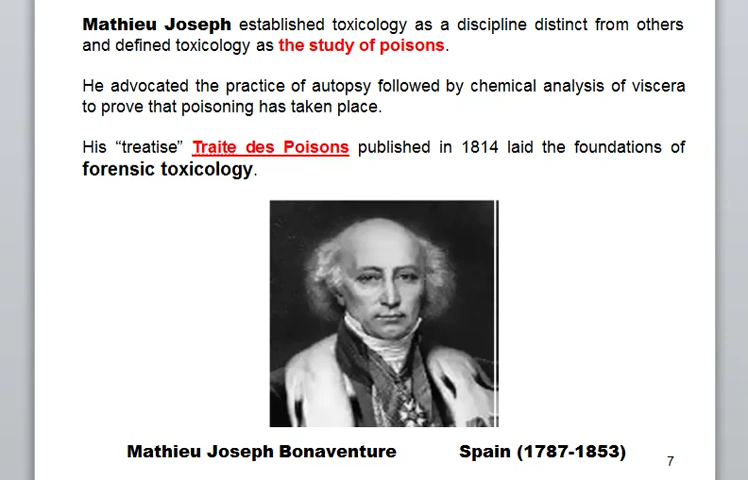 Mathieu Joseph established toxicology as a discipline distinct from others
and defined toxicology as the study of poisons.
He advocated the practice of autopsy followed by chemical analysis of viscera
to prove that poisoning has taken place.
His “treatise” Traite des Poisons published in 1814 laid the foundations of
forensic toxicology.
Mathieu Joseph Bonaventure Spain (1787-1853)
7